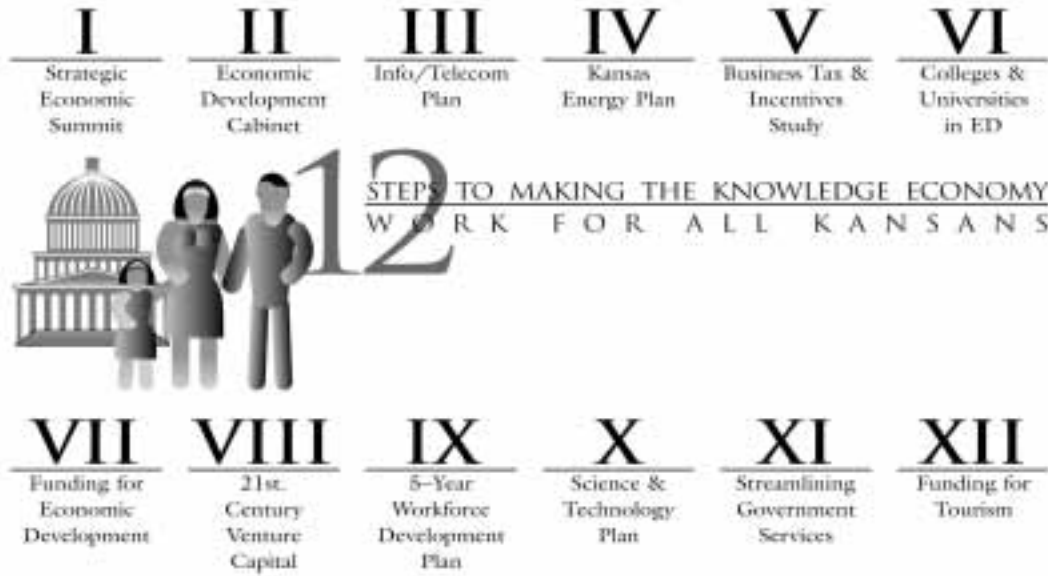 I
Strategic
Economic
Summit
II
Economic
Development
Cabinet
III
Info/Telecom
Plan
IV
Kansas
Energy Plan
V
Business Tax &
Incentives
Study
VI
Colleges &
Universities
in ED
12
STEPS TO MAKING THE KNOWLEDGE ECONOMY
WORK FOR ALL KANSANS
VII
Funding for
Economic
Development
VIII
21st.
Century
Venture
Capital
IX
5-Year
Workforce
Development
Plan
X
Science &
Technology
Plan
XI
Streamlining
Government
Services
XII
Funding for
Tourism